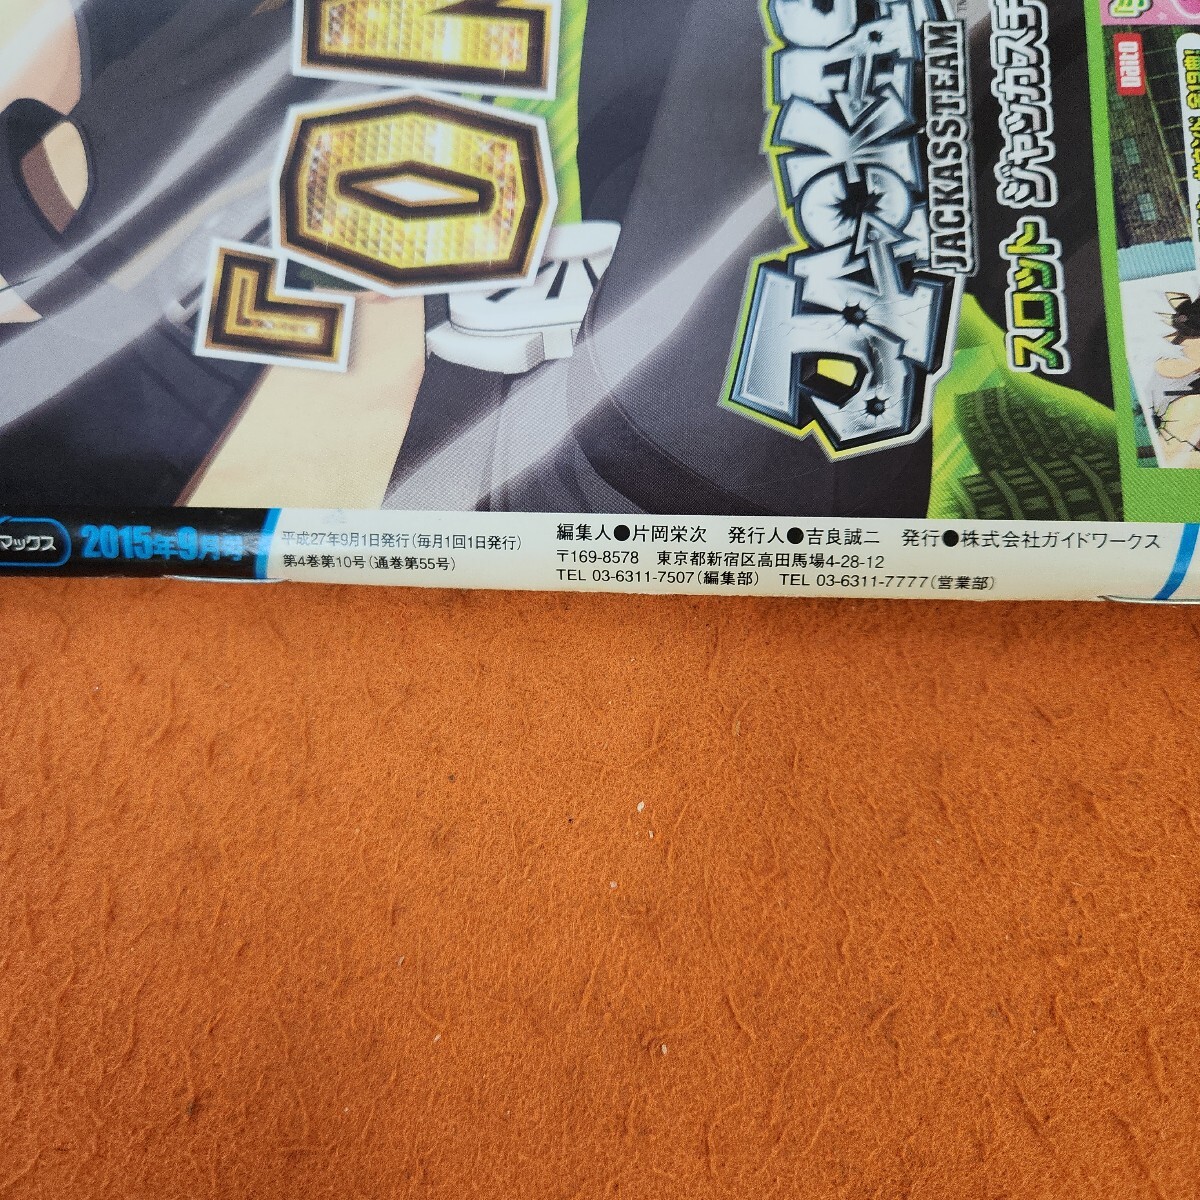 マックス 2015年9月号
平成27年9月1日発行(毎月1回1日発行)
第4巻第10号(通巻第55号)
編集人●片岡栄次 発行人●吉良誠二 発行●株式会社ガイドワークス
〒169-8578 東京都新宿区高田馬場4-28-12
TEL 03-6311-7507(編集部) TEL 03-6311-7777(営業部)
JACKASSTEAM
スロット ジャッカスチ
Daito